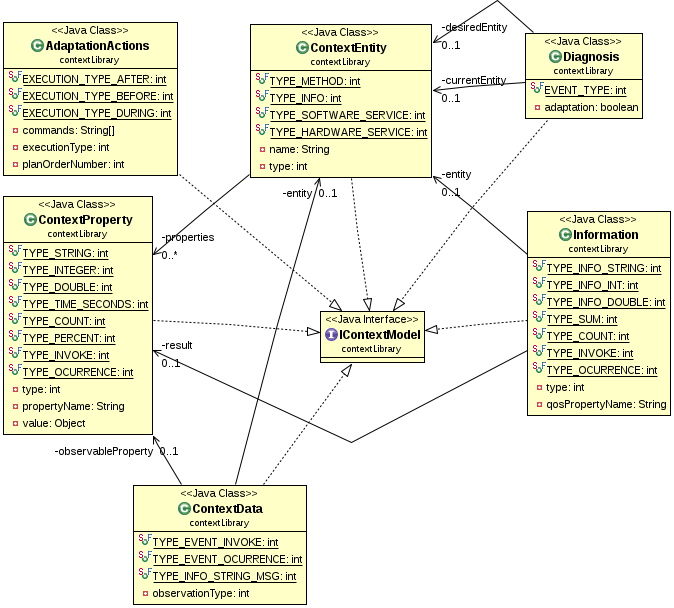 <<Java Class>>
AdaptationActions
contextLibrary
EXECUTION_TYPE_AFTER: int
EXECUTION_TYPE_BEFORE: int
EXECUTION_TYPE_DURING: int
commands: String[]
executionType: int
planOrderNumber: int
<<Java Class>>
ContextEntity
contextLibrary
TYPE_METHOD: int
TYPE_INFO: int
TYPE_SOFTWARE_SERVICE: int
TYPE_HARDWARE_SERVICE: int
name: String
type: int
-desiredEntity
0..1
-currentEntity
0..1
<<Java Class>>
Diagnosis
contextLibrary
EVENT_TYPE: int
adaptation: boolean
-entity 0..1
-entity
0..1
<<Java Class>>
ContextProperty
contextLibrary
TYPE_STRING: int
TYPE_INTEGER: int
TYPE_DOUBLE: int
TYPE_TIME_SECONDS: int
TYPE_COUNT: int
TYPE_PERCENT: int
TYPE_INVOKE: int
TYPE_OCURRENCE: int
type: int
propertyName: String
value: Object
-properties
0..*
<<Java Class>>
Information
contextLibrary
TYPE_INFO_STRING: int
TYPE_INFO_INT: int
TYPE_INFO_DOUBLE: int
TYPE_SUM: int
TYPE_COUNT: int
TYPE_INVOKE: int
TYPE_OCURRENCE: int
type: int
qosPropertyName: String
<<Java Interface>>
IContextModel
contextLibrary
-result
0..1
-observableProperty 0..1
<<Java Class>>
ContextData
contextLibrary
TYPE_EVENT_INVOKE: int
TYPE_EVENT_OCURRENCE: int
TYPE_INFO_STRING_MSG: int
observationType: int